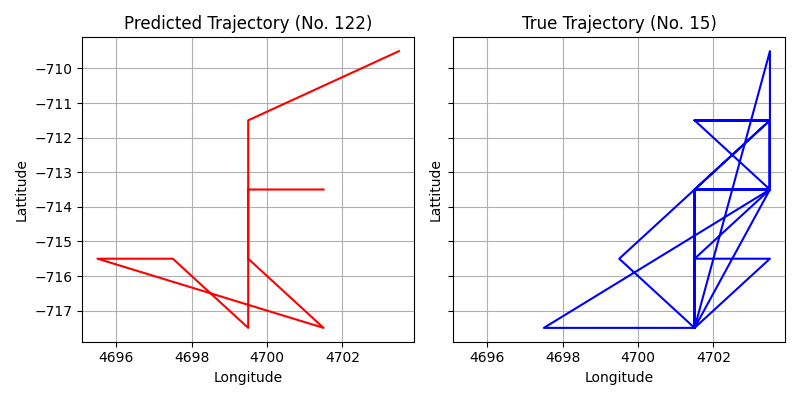 Predicted Trajectory (No. 122)
Lattitude
−710
−711
−712
−713
−714
−715
−716
−717
4696 4698 4700 4702
Longitude
True Trajectory (No. 15)
Lattitude
4696 4698 4700 4702
Longitude